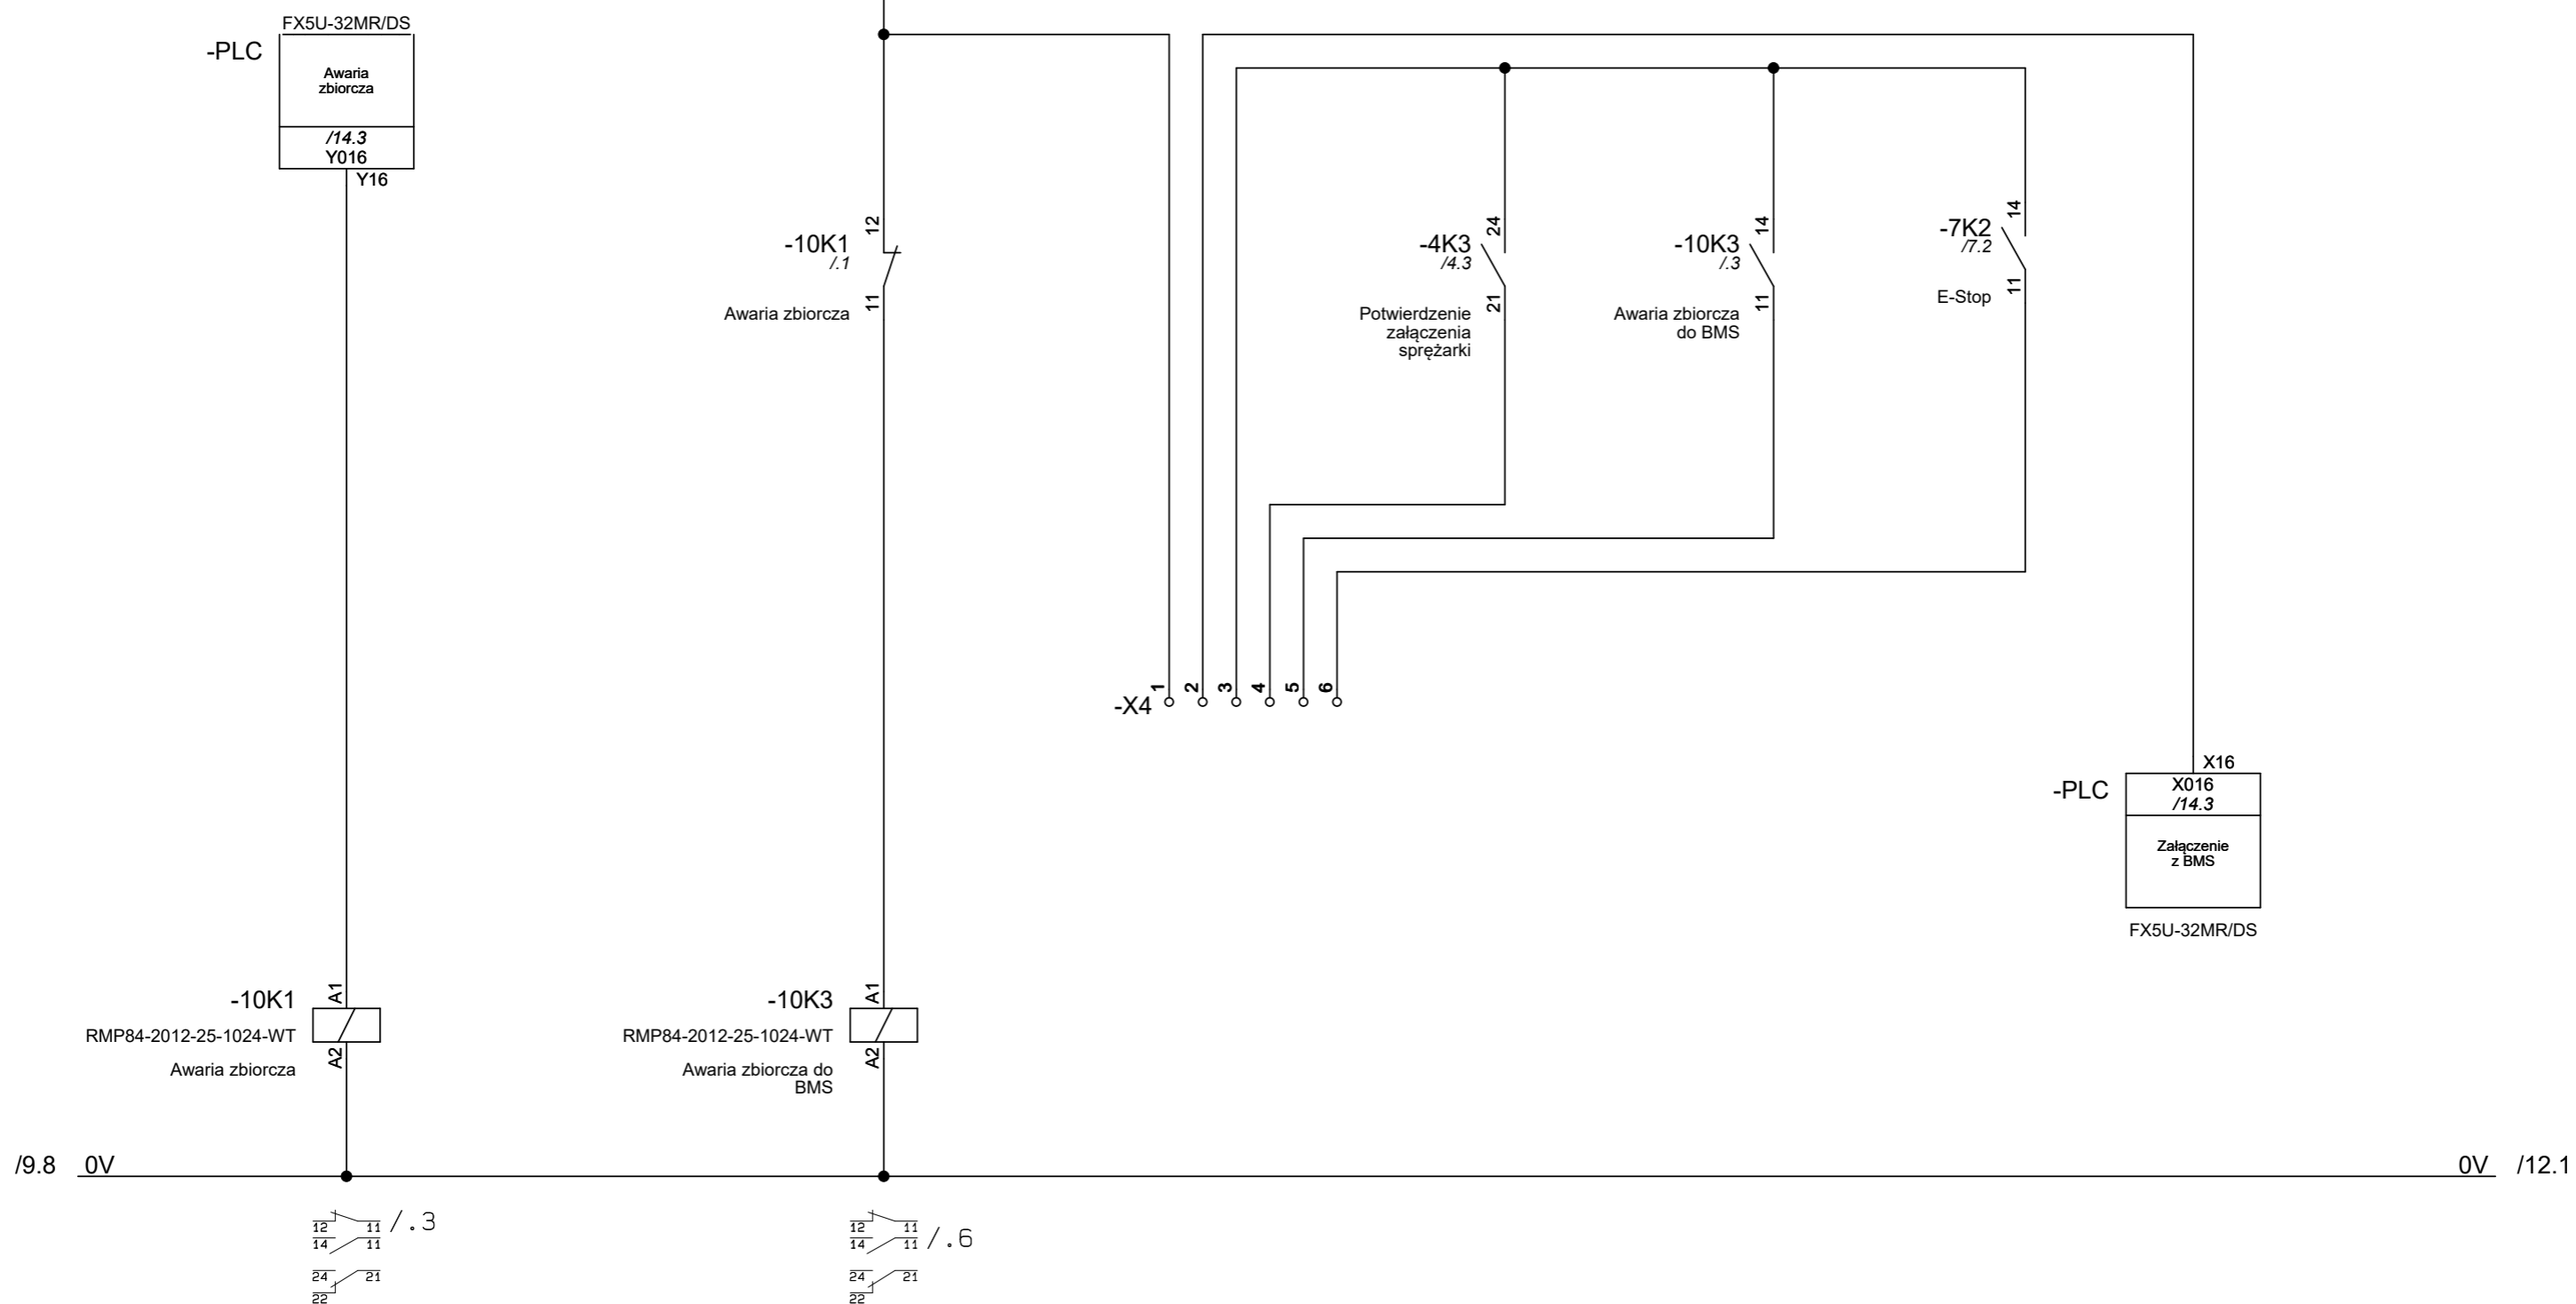 FX5U-32MR/DS
-PLC
Awaria
zbiorcza
/14.3
Y016
Y16
12
-10K1
/.1
11
Awaria zbiorcza
24
-4K3
/4.3
21
Potwierdzenie
załączenia
sprężarki
14
-10K3
/.3
11
Awaria zbiorcza
do BMS
14
-7K2
/7.2
11
E-Stop
-X4
1
2
3
4
5
6
X16
-PLC
X016
/14.3
Załączenie
z BMS
FX5U-32MR/DS
A1
-10K1
RMP84-2012-25-1024-WT
A2
Awaria zbiorcza
A1
-10K3
RMP84-2012-25-1024-WT
A2
Awaria zbiorcza do
BMS
/9.8 0V
0V /12.1
12 11 /.3
14 11
24 21
22
12 11 /.6
14 11
24 21
22